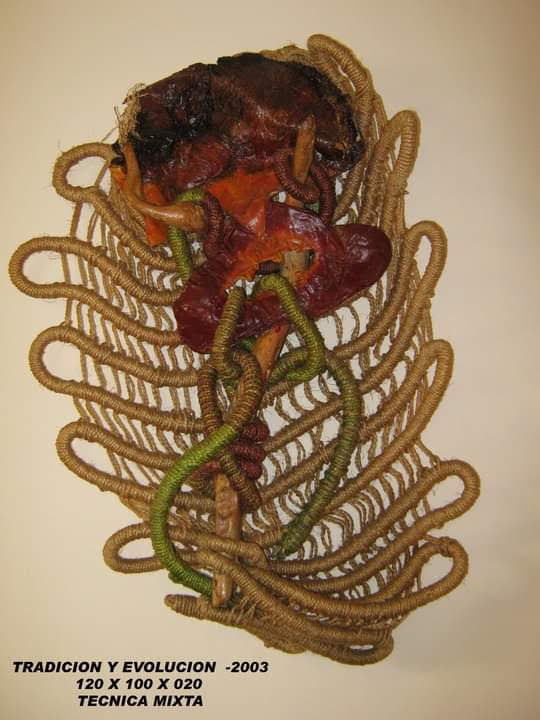 TRADICION Y EVOLUCION -2003
120 X 100 X 020
TECNICA MIXTA